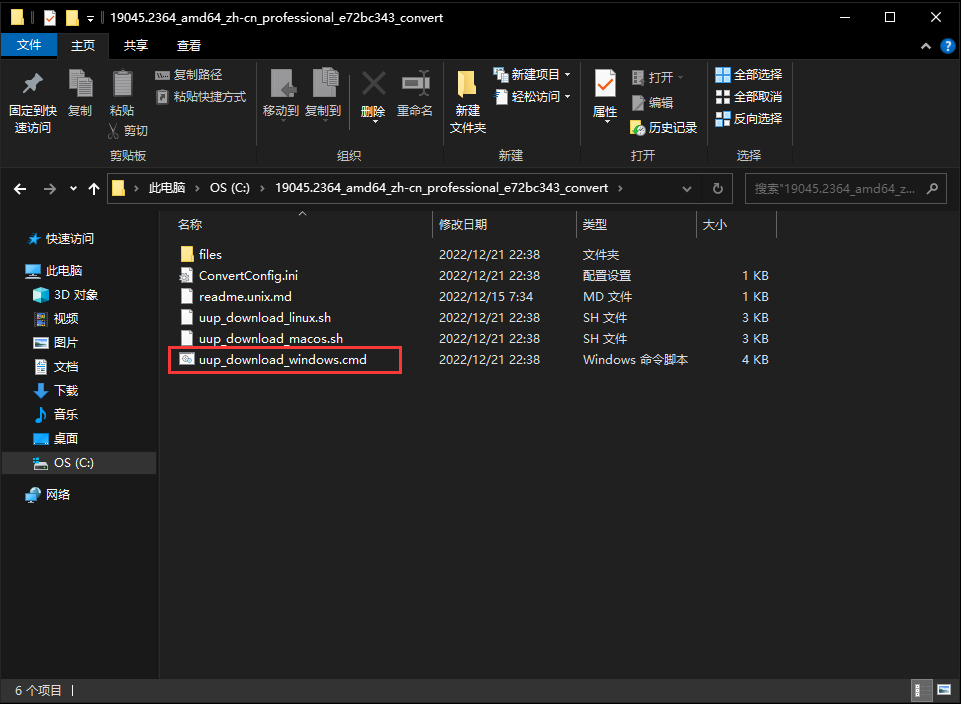 19045.2364_amd64_zh-cn_professional_e72bc343_convert
文件 主页 共享 查看
固定到快速访问
复制
粘贴
复制路径
粘贴快捷方式
剪切
剪贴板
移动到
复制到
删除
重命名
组织
新建文件夹
新建项目
轻松访问
新建
属性
打开
编辑
历史记录
打开
全部选择
全部取消
反向选择
选择
此电脑 › OS (C:) › 19045.2364_amd64_zh-cn_professional_e72bc343_convert ›
搜索"19045.2364_amd64_z...
快速访问
此电脑
3D 对象
视频
图片
文档
下载
音乐
桌面
OS (C:)
网络
名称 修改日期 类型 大小
files 2022/12/21 22:38 文件夹
ConvertConfig.ini 2022/12/21 22:38 配置设置 1 KB
readme.unix.md 2022/12/15 7:34 MD 文件 1 KB
uup_download_linux.sh 2022/12/21 22:38 SH 文件 3 KB
uup_download_macos.sh 2022/12/21 22:38 SH 文件 3 KB
uup_download_windows.cmd 2022/12/21 22:38 Windows 命令脚本 4 KB
6 个项目